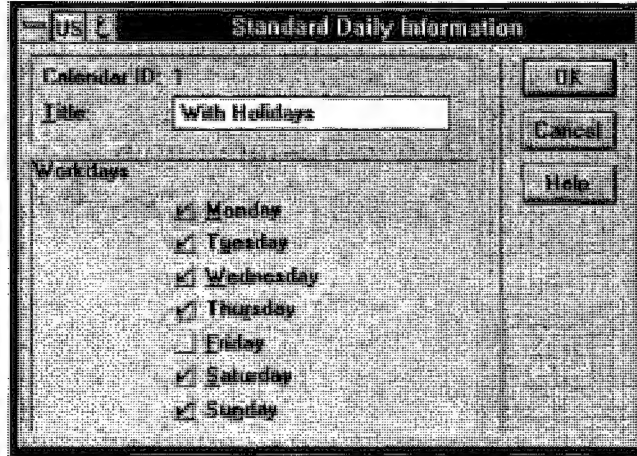 US Standard Daily Information
Calendar ID: 1
Title: With Holidays
OK
Cancel
Help
Workdays
Monday
Tuesday
Wednesday
Thursday
Friday
Saturday
Sunday